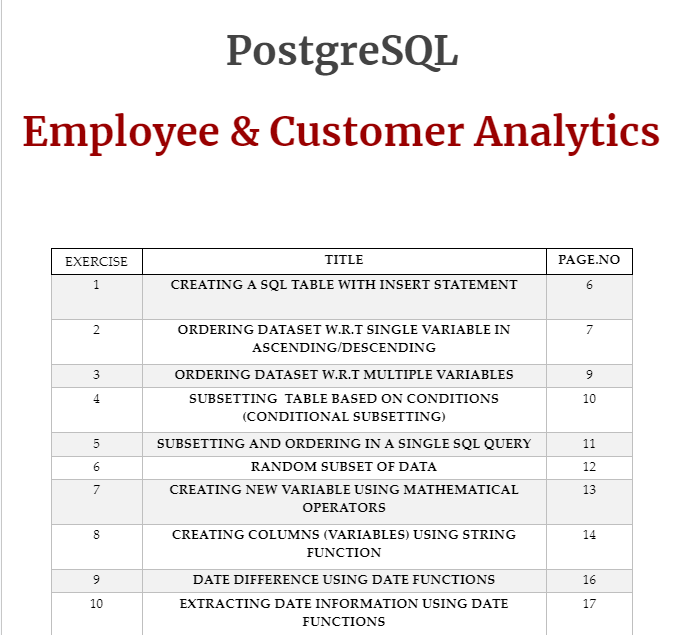 PostgreSQL
Employee & Customer Analytics
EXERCISE TITLE PAGE.NO
1 CREATING A SQL TABLE WITH INSERT STATEMENT 6
2 ORDERING DATASET W.R.T SINGLE VARIABLE IN 7
ASCENDING/DESCENDING
3 ORDERING DATASET W.R.T MULTIPLE VARIABLES 9
4 SUBSETTING TABLE BASED ON CONDITIONS 10
(CONDITIONAL SUBSETTING)
5 SUBSETTING AND ORDERING IN A SINGLE SQL QUERY 11
6 RANDOM SUBSET OF DATA 12
7 CREATING NEW VARIABLE USING MATHEMATICAL 13
OPERATORS
8 CREATING COLUMNS (VARIABLES) USING STRING 14
FUNCTION
9 DATE DIFFERENCE USING DATE FUNCTIONS 16
10 EXTRACTING DATE INFORMATION USING DATE 17
FUNCTIONS